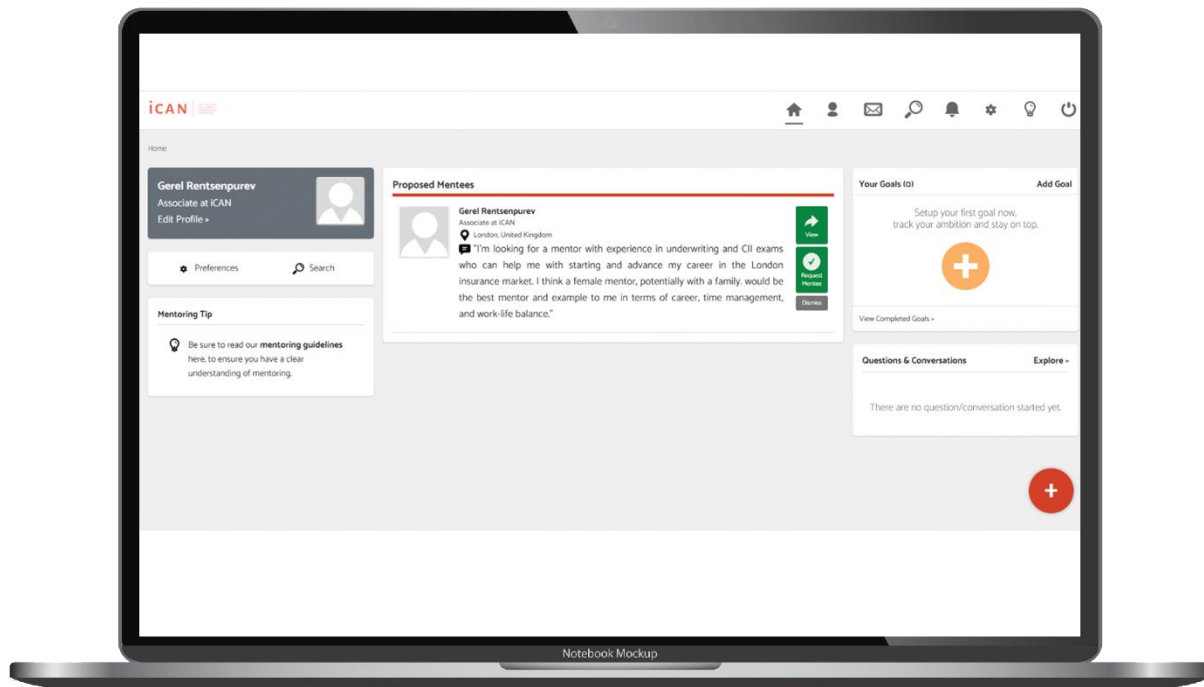 iCAN
Home
Gerel Rentsenpurev
Associate at iCAN
Edit Profile »
Preferences
Search
Mentoring Tip
Be sure to read our mentoring guidelines
here, to ensure you have a clear
understanding of mentoring.
Proposed Mentees
Gerel Rentsenpurev
Associate at iCAN
London, United Kingdom
"I'm looking for a mentor with experience in underwriting and CII exams
who can help me with starting and advance my career in the London
insurance market. I think a female mentor, potentially with a family. would be
the best mentor and example to me in terms of career, time management,
and work-life balance."
View
Request
Mentee
Dismiss
Your Goals (0)
Add Goal
Setup your first goal now,
track your ambition and stay on top.
View Completed Goals »
Questions & Conversations
Explore »
There are no question/conversation started yet.
Notebook Mockup